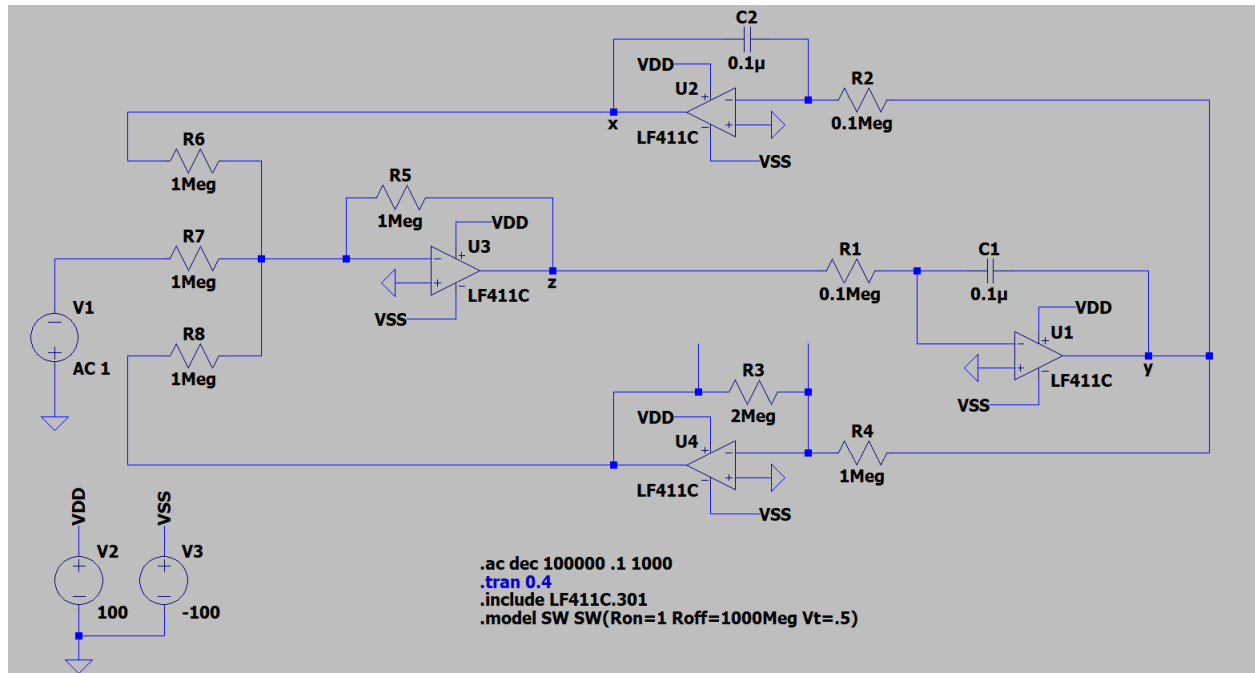 C2
0.1µ
VDD
U2
LF411C
VSS
x
R2
0.1Meg
R6
1Meg
R5
1Meg
VDD
U3
LF411C
VSS
z
R7
1Meg
V1
AC 1
R8
1Meg
R1
0.1Meg
C1
0.1µ
VDD
U1
LF411C
VSS
y
R3
2Meg
VDD
U4
LF411C
VSS
R4
1Meg
VDD
V2
100
VSS
V3
-100
.ac dec 100000 .1 1000
.tran 0.4
.include LF411C.301
.model SW SW(Ron=1 Roff=1000Meg Vt=.5)